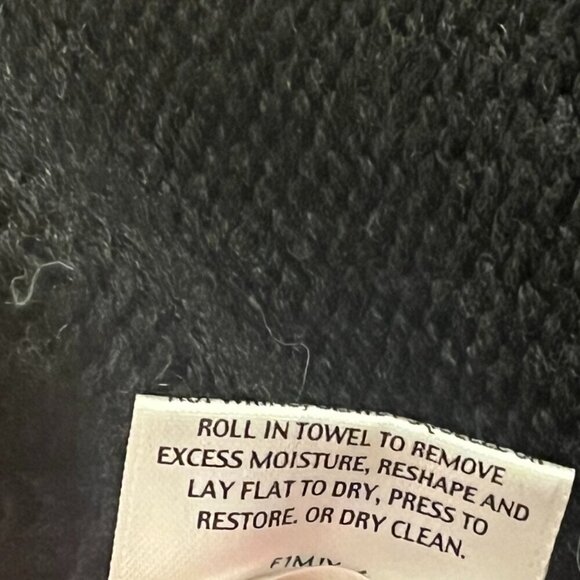 ROLL IN TOWEL TO REMOVE
EXCESS MOISTURE, RESHAPE AND
LAY FLAT TO DRY, PRESS TO
RESTORE. OR DRY CLEAN.